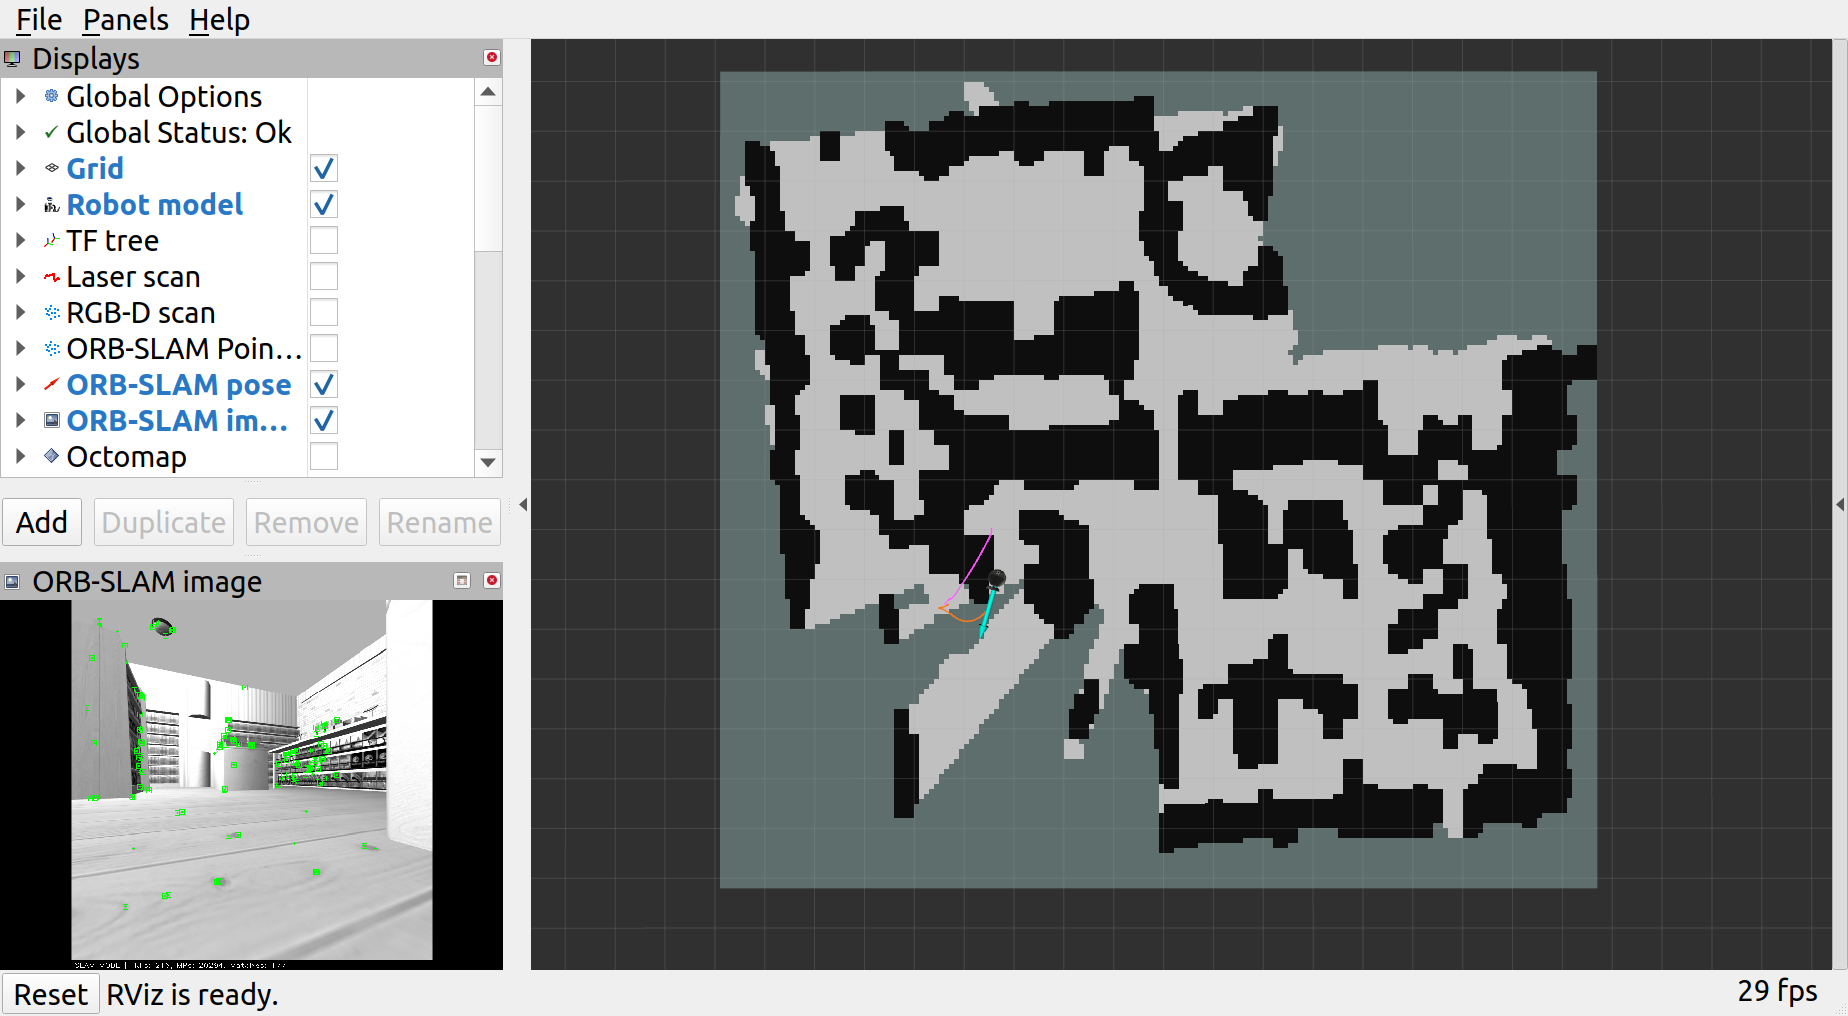 File Panels Help
Displays
Global Options
Global Status: Ok
Grid
Robot model
TF tree
Laser scan
RGB-D scan
ORB-SLAM Poin...
ORB-SLAM pose
ORB-SLAM im...
Octomap
Add Duplicate Remove Rename
ORB-SLAM image
SLAM MODE |
Reset RViz is ready.
29 fps